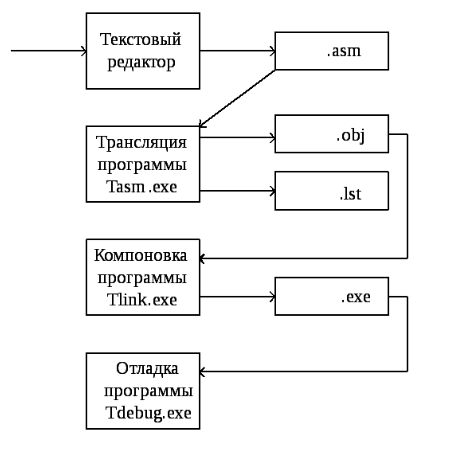 Текстовый
редактор
.asm
Трансляция
программы
Tasm.exe
.obj
.lst
Компоновка
программы
Tlink.exe
.exe
Отладка
программы
Tdebug.exe